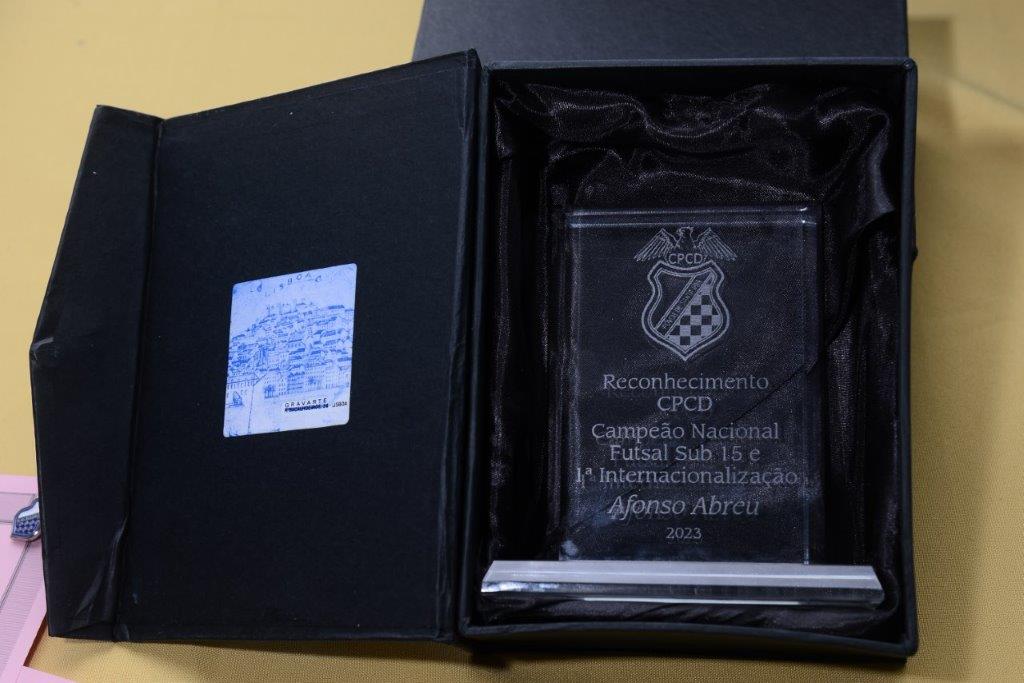 LISBOA
GRAVARTE
CPCD
Reconhecimento
CPCD
Campeão Nacional
Futsal Sub 15 e
1ª Internacionalização
Afonso Abreu
2023